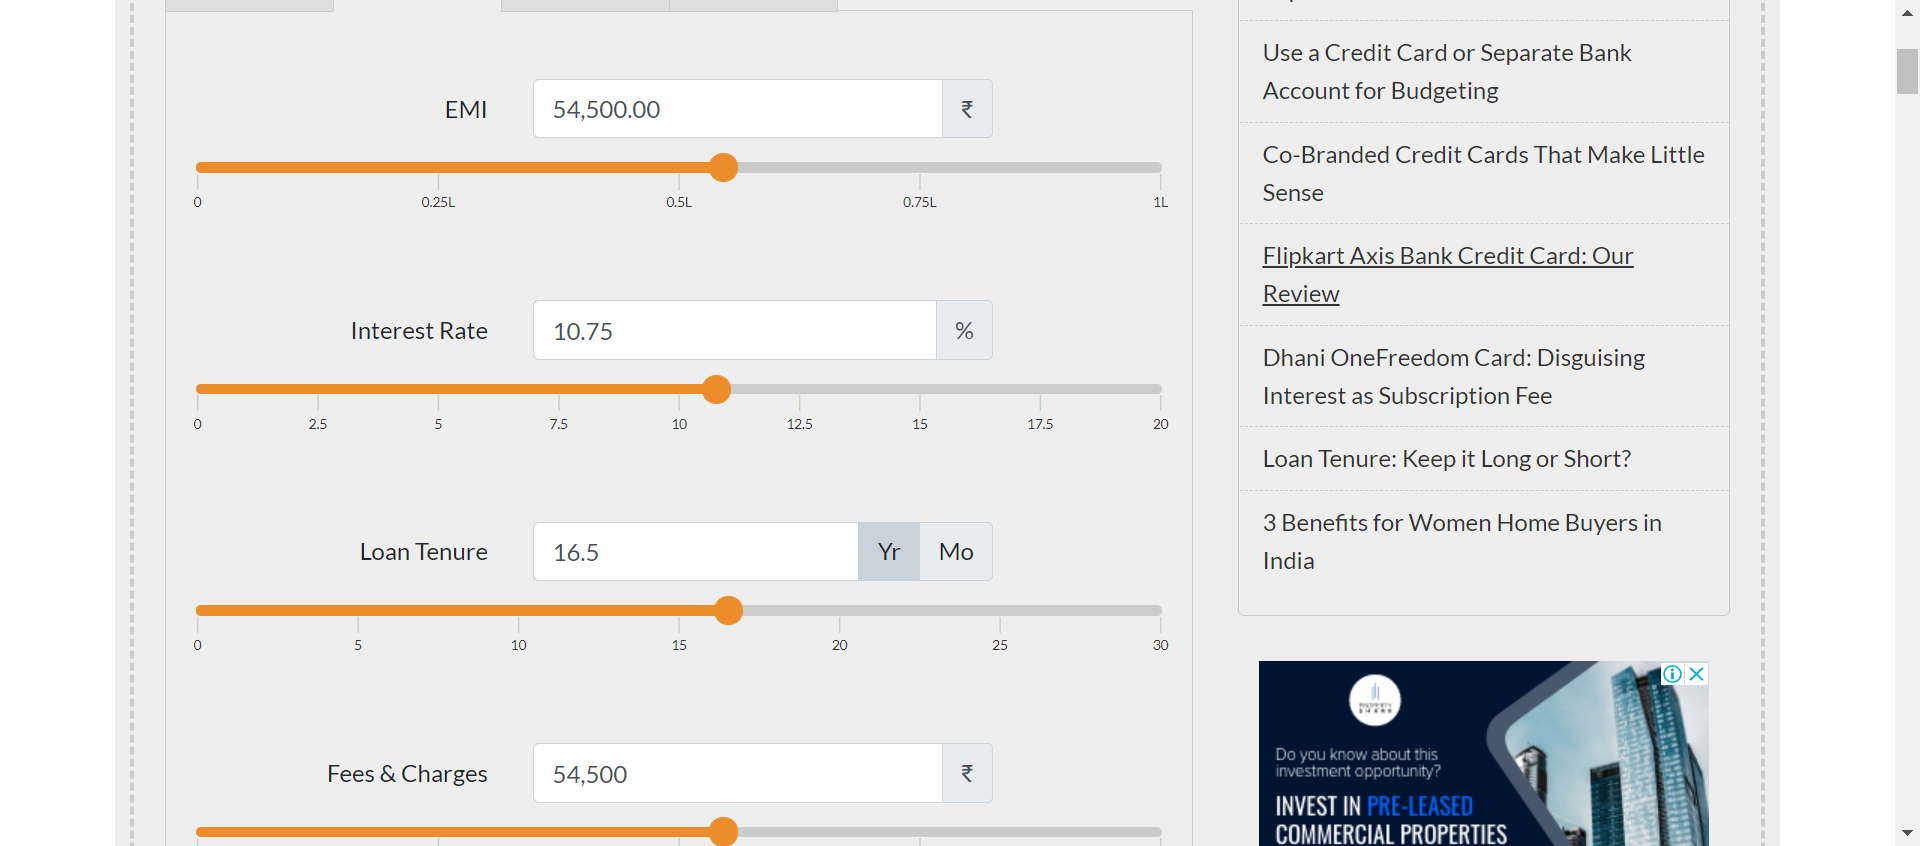 EMI
54,500.00
₹
0
0.25L
0.5L
0.75L
1L
Interest Rate
10.75
%
0
2.5
5
7.5
10
12.5
15
17.5
20
Loan Tenure
16.5
Yr
Mo
0
5
10
15
20
25
30
Fees & Charges
54,500
₹
Use a Credit Card or Separate Bank
Account for Budgeting
Co-Branded Credit Cards That Make Little
Sense
Flipkart Axis Bank Credit Card: Our
Review
Dhani OneFreedom Card: Disguising
Interest as Subscription Fee
Loan Tenure: Keep it Long or Short?
3 Benefits for Women Home Buyers in
India
PROPERTY
SHARE
Do you know about this
investment opportunity?
INVEST IN PRE-LEASED
COMMERCIAL PROPERTIES